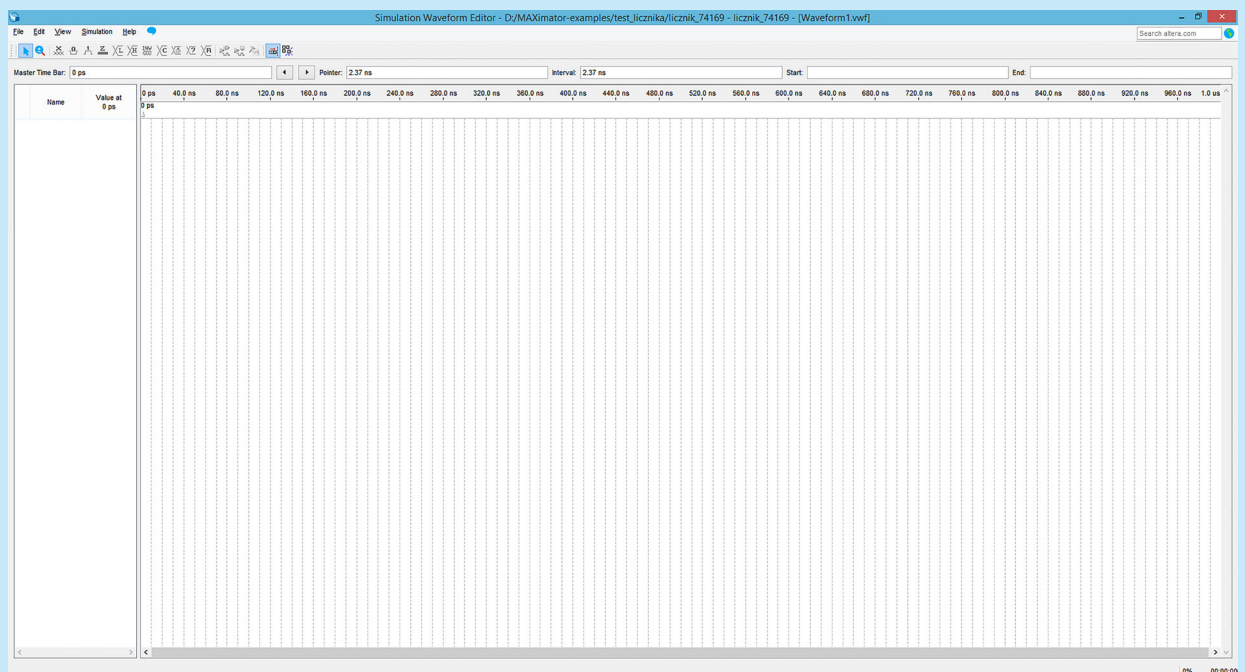 Simulation Waveform Editor - D:/MAXimator-examples/test_licznika/licznik_74169 - licznik_74169 - [Waveform1.vwf]
File Edit View Simulation Help
Search altera.com
Master Time Bar: 0 ps Pointer: 2.37 ns Interval: 2.37 ns Start: End:
Name Value at 0 ps
0 ps 40.0 ns 80.0 ns 120.0 ns 160.0 ns 200.0 ns 240.0 ns 280.0 ns 320.0 ns 360.0 ns 400.0 ns 440.0 ns 480.0 ns 520.0 ns 560.0 ns 600.0 ns 640.0 ns 680.0 ns 720.0 ns 760.0 ns 800.0 ns 840.0 ns 880.0 ns 920.0 ns 960.0 ns 1.0 us
0 ps
0% 00:00:00